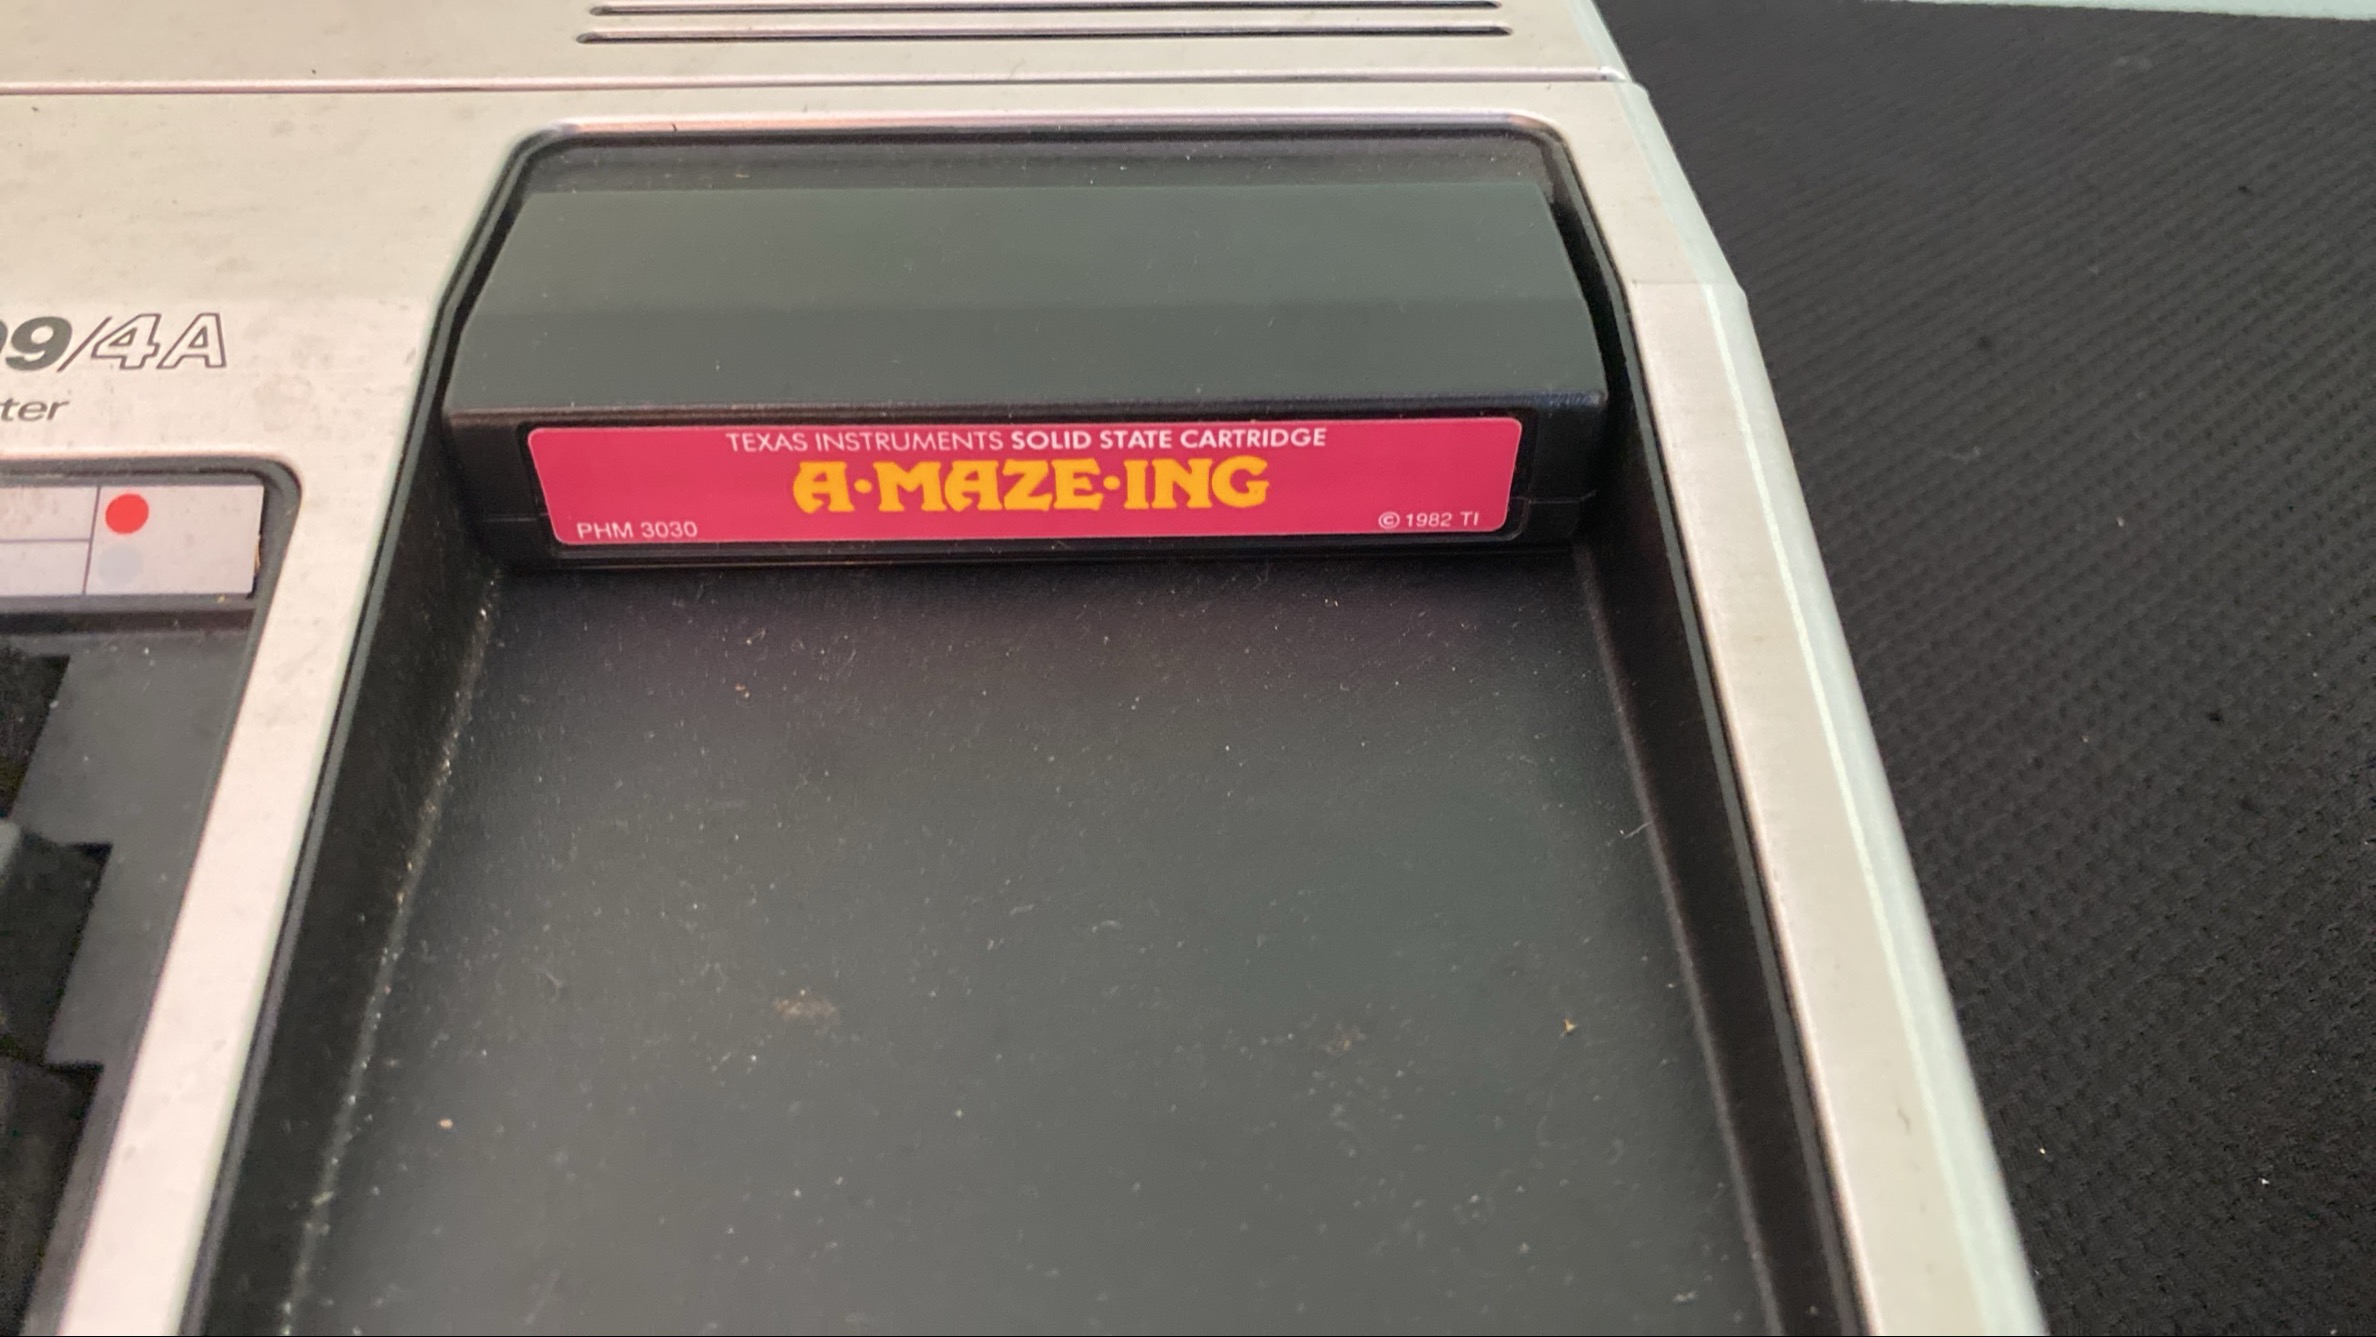 99/4A
ter
TEXAS INSTRUMENTS SOLID STATE CARTRIDGE
A•MAZE•ING
PHM 3030
© 1982 TI